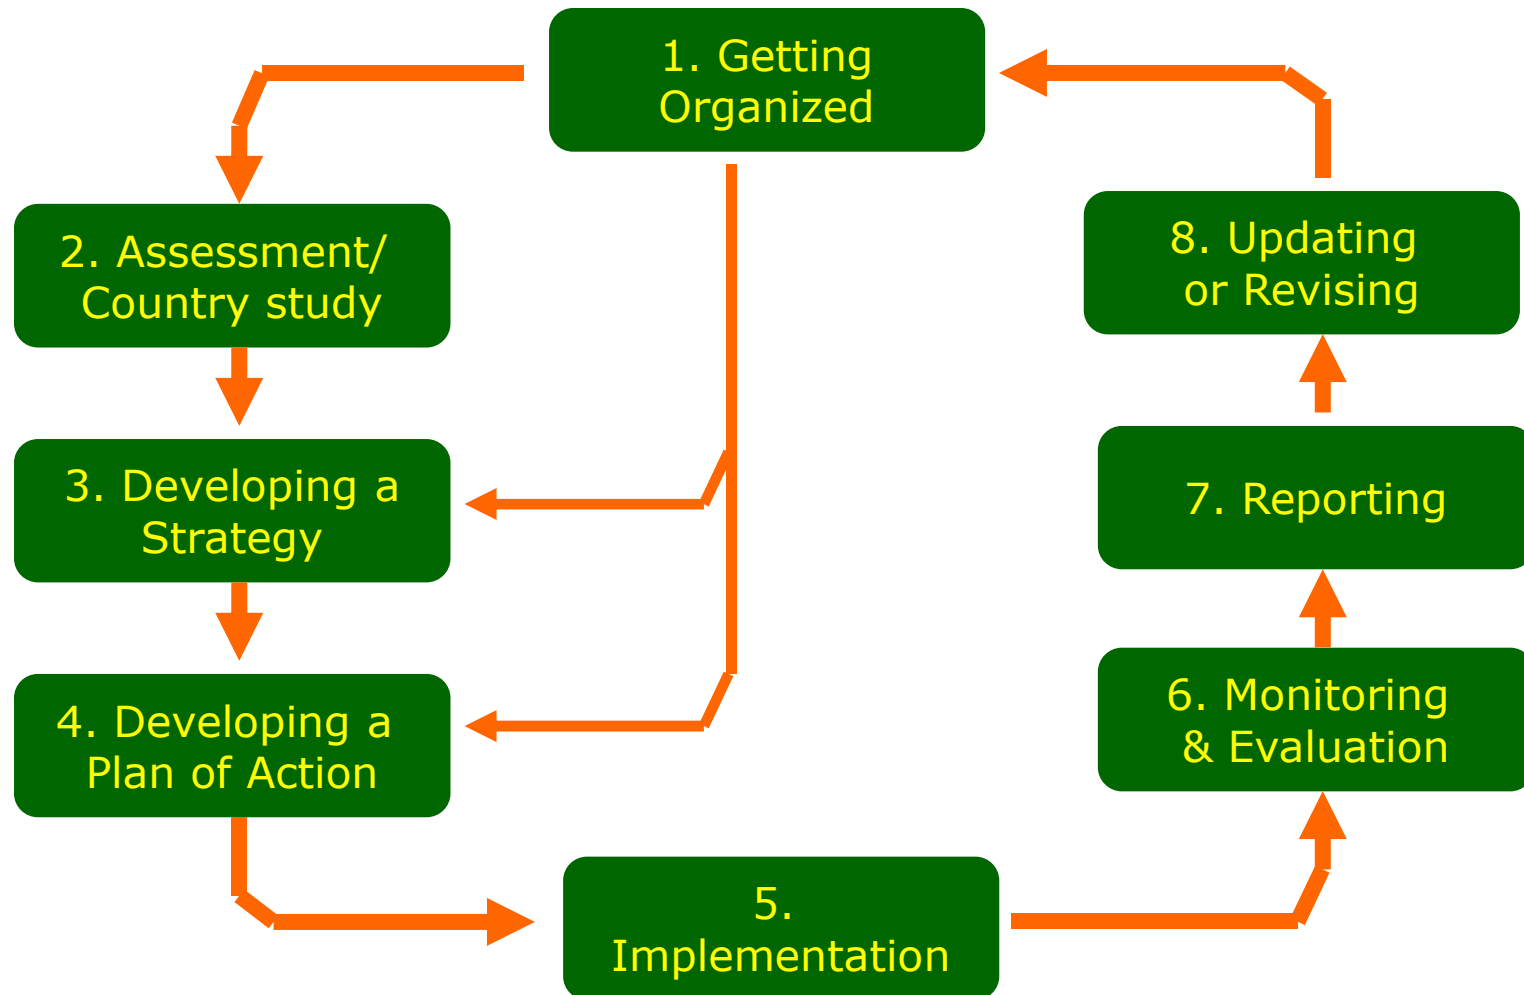 1. Getting
Organized
2. Assessment/
Country study
3. Developing a
Strategy
4. Developing a
Plan of Action
5.
Implementation
6. Monitoring
& Evaluation
7. Reporting
8. Updating
or Revising